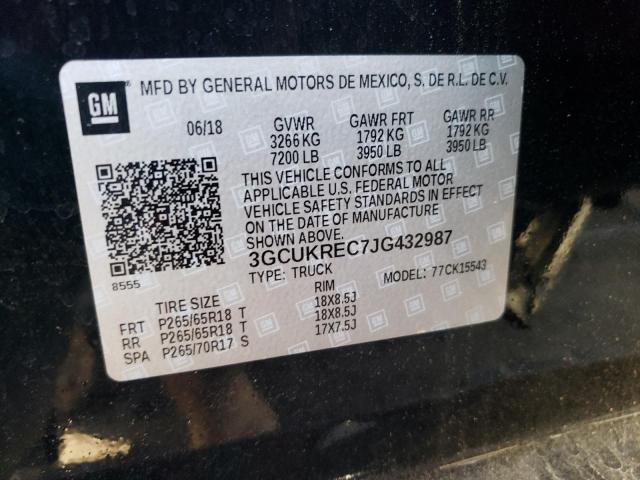 GM
MFD BY GENERAL MOTORS DE MEXICO, S. DE R.L. DE C.V.
06/18 GVWR GAWR FRT GAWR RR
3266 KG 1792 KG 1792 KG
7200 LB 3950 LB 3950 LB
THIS VEHICLE CONFORMS TO ALL
APPLICABLE U.S. FEDERAL MOTOR
VEHICLE SAFETY STANDARDS IN EFFECT
ON THE DATE OF MANUFACTURE
SHOWN ABOVE.
3GCUKREC7JG432987
8555
TYPE: TRUCK MODEL: 77CK15543
TIRE SIZE RIM
FRT P265/65R18 T 18X8.5J
RR P265/65R18 T 18X8.5J
SPA P265/70R17 S 17X7.5J